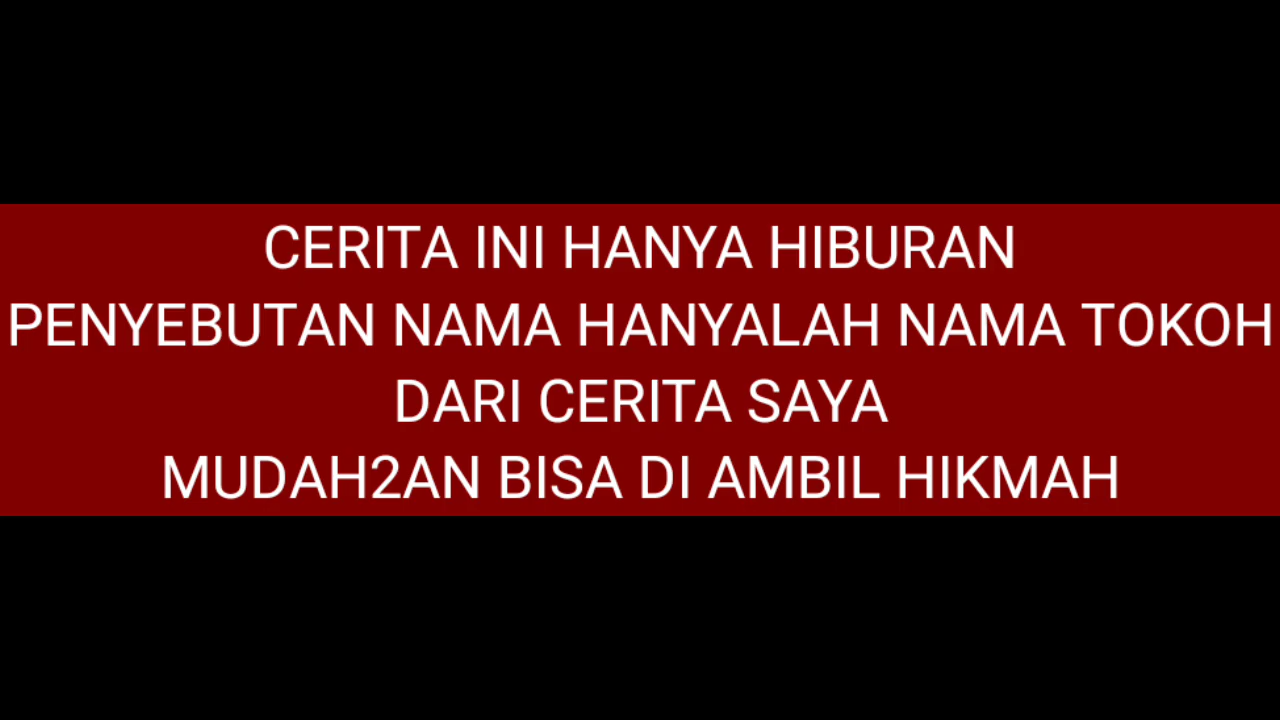 CERITA INI HANYA HIBURAN
PENYEBUTAN NAMA HANYALAH NAMA TOKOH
DARI CERITA SAYA
MUDAH2AN BISA DI AMBIL HIKMAH